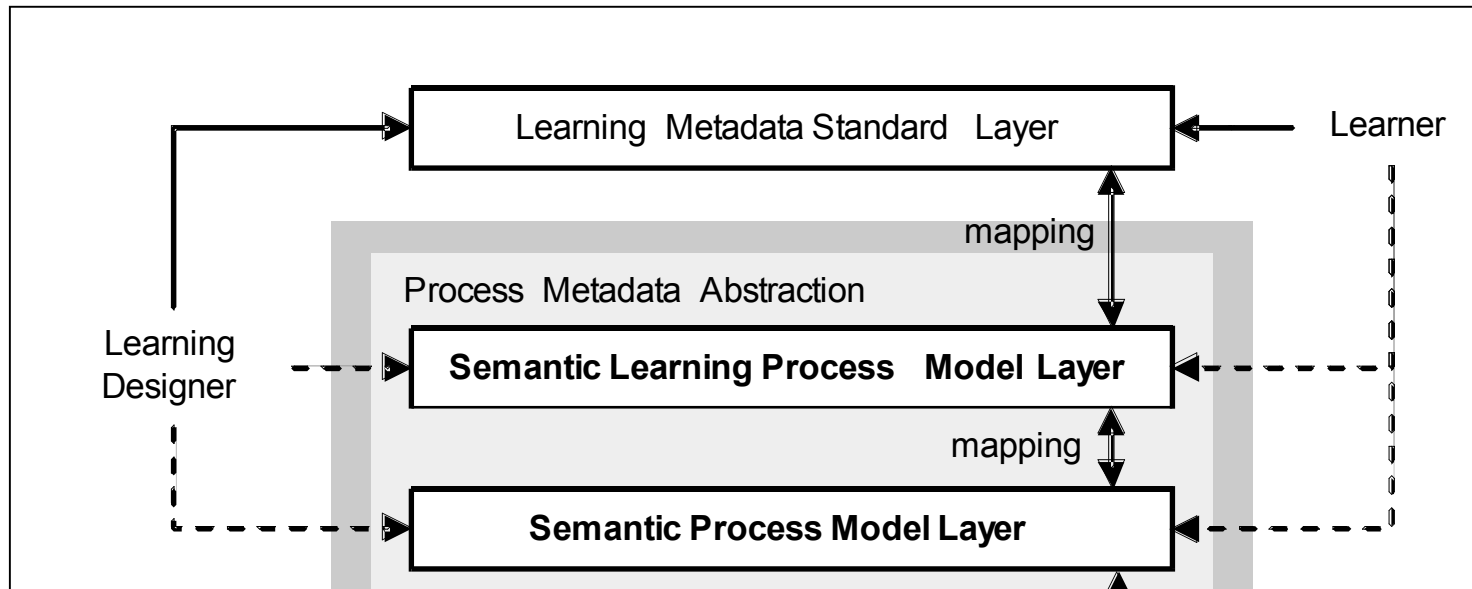 Learning Metadata Standard Layer
Learner
mapping
Process Metadata Abstraction
Learning
Designer
Semantic Learning Process Model Layer
mapping
Semantic Process Model Layer